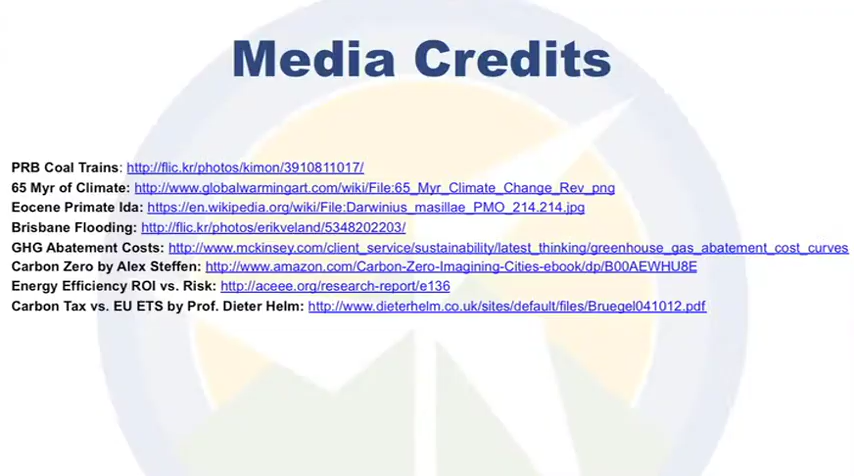 Media Credits
PRB Coal Trains: http://flic.kr/photos/kimon/3910811017/
65 Myr of Climate: http://www.globalwarmingart.com/wiki/File:65_Myr_Climate_Change_Rev_png
Eocene Primate Ida: https://en.wikipedia.org/wiki/File:Darwinius_masillae_PMO_214.214.jpg
Brisbane Flooding: http://flic.kr/photos/erikveland/5348202203/
GHG Abatement Costs: http://www.mckinsey.com/client_service/sustainability/latest_thinking/greenhouse_gas_abatement_cost_curves
Carbon Zero by Alex Steffen: http://www.amazon.com/Carbon-Zero-Imagining-Cities-ebook/dp/B00AEWHU8E
Energy Efficiency ROI vs. Risk: http://aceee.org/research-report/e136
Carbon Tax vs. EU ETS by Prof. Dieter Helm: http://www.dieterhelm.co.uk/sites/default/files/Bruegel041012.pdf